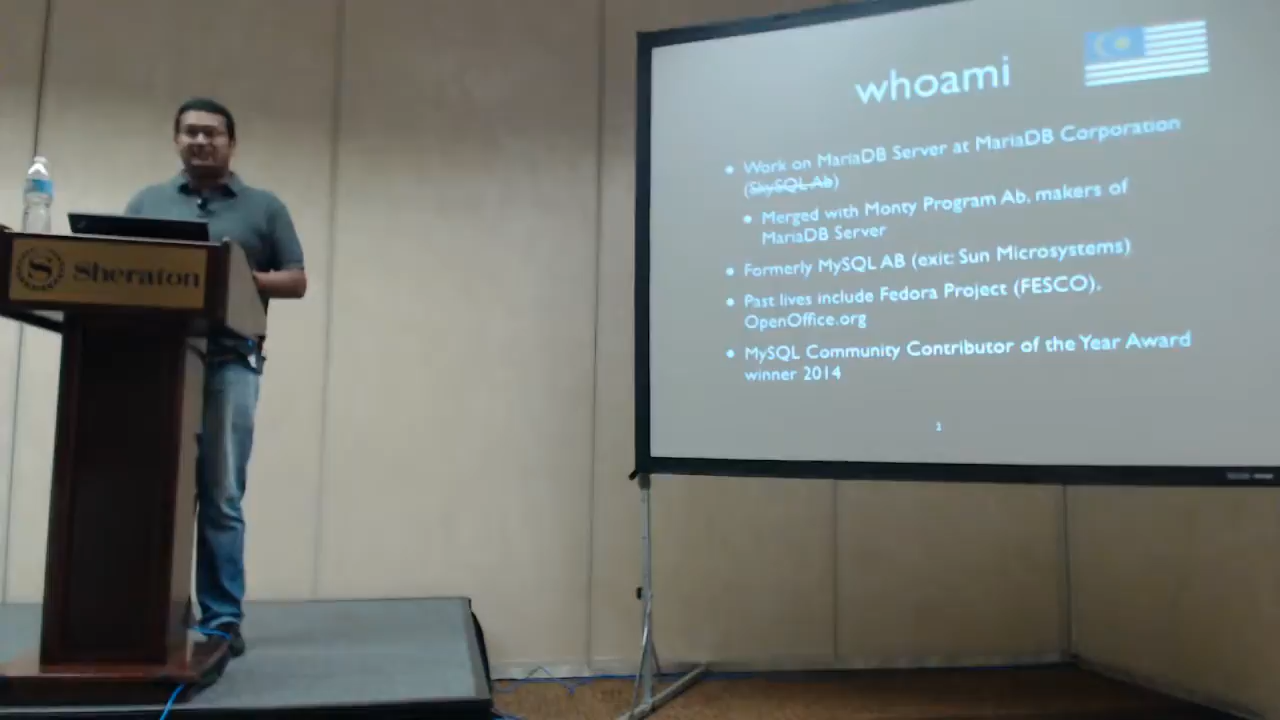 whoami
• Work on MariaDB Server at MariaDB Corporation
(SkySQL Ab)
• Merged with Monty Program Ab, makers of
MariaDB Server
• Formerly MySQL AB (exit: Sun Microsystems)
• Past lives include Fedora Project (FESCO),
OpenOffice.org
• MySQL Community Contributor of the Year Award
winner 2014
S Sheraton